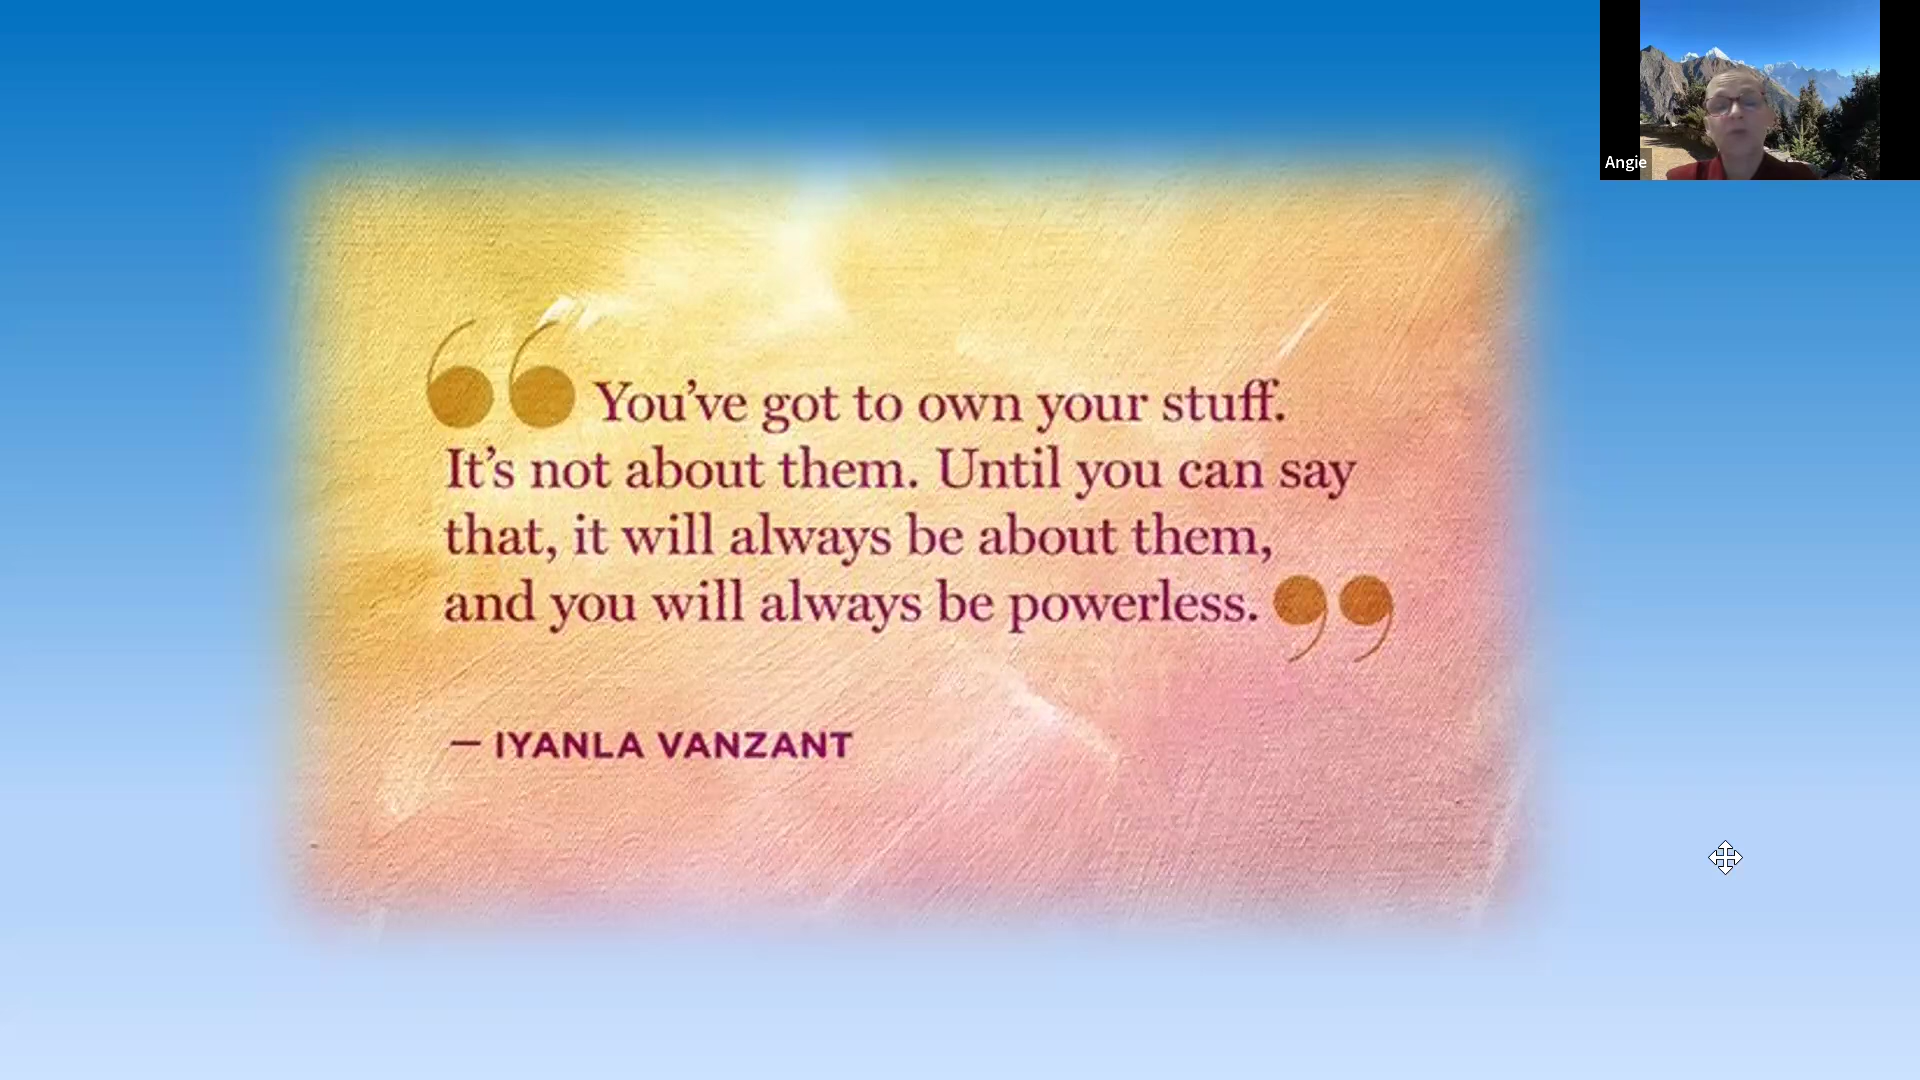 Angie
“You’ve got to own your stuff.
It’s not about them. Until you can say
that, it will always be about them,
and you will always be powerless.”
— IYANLA VANZANT